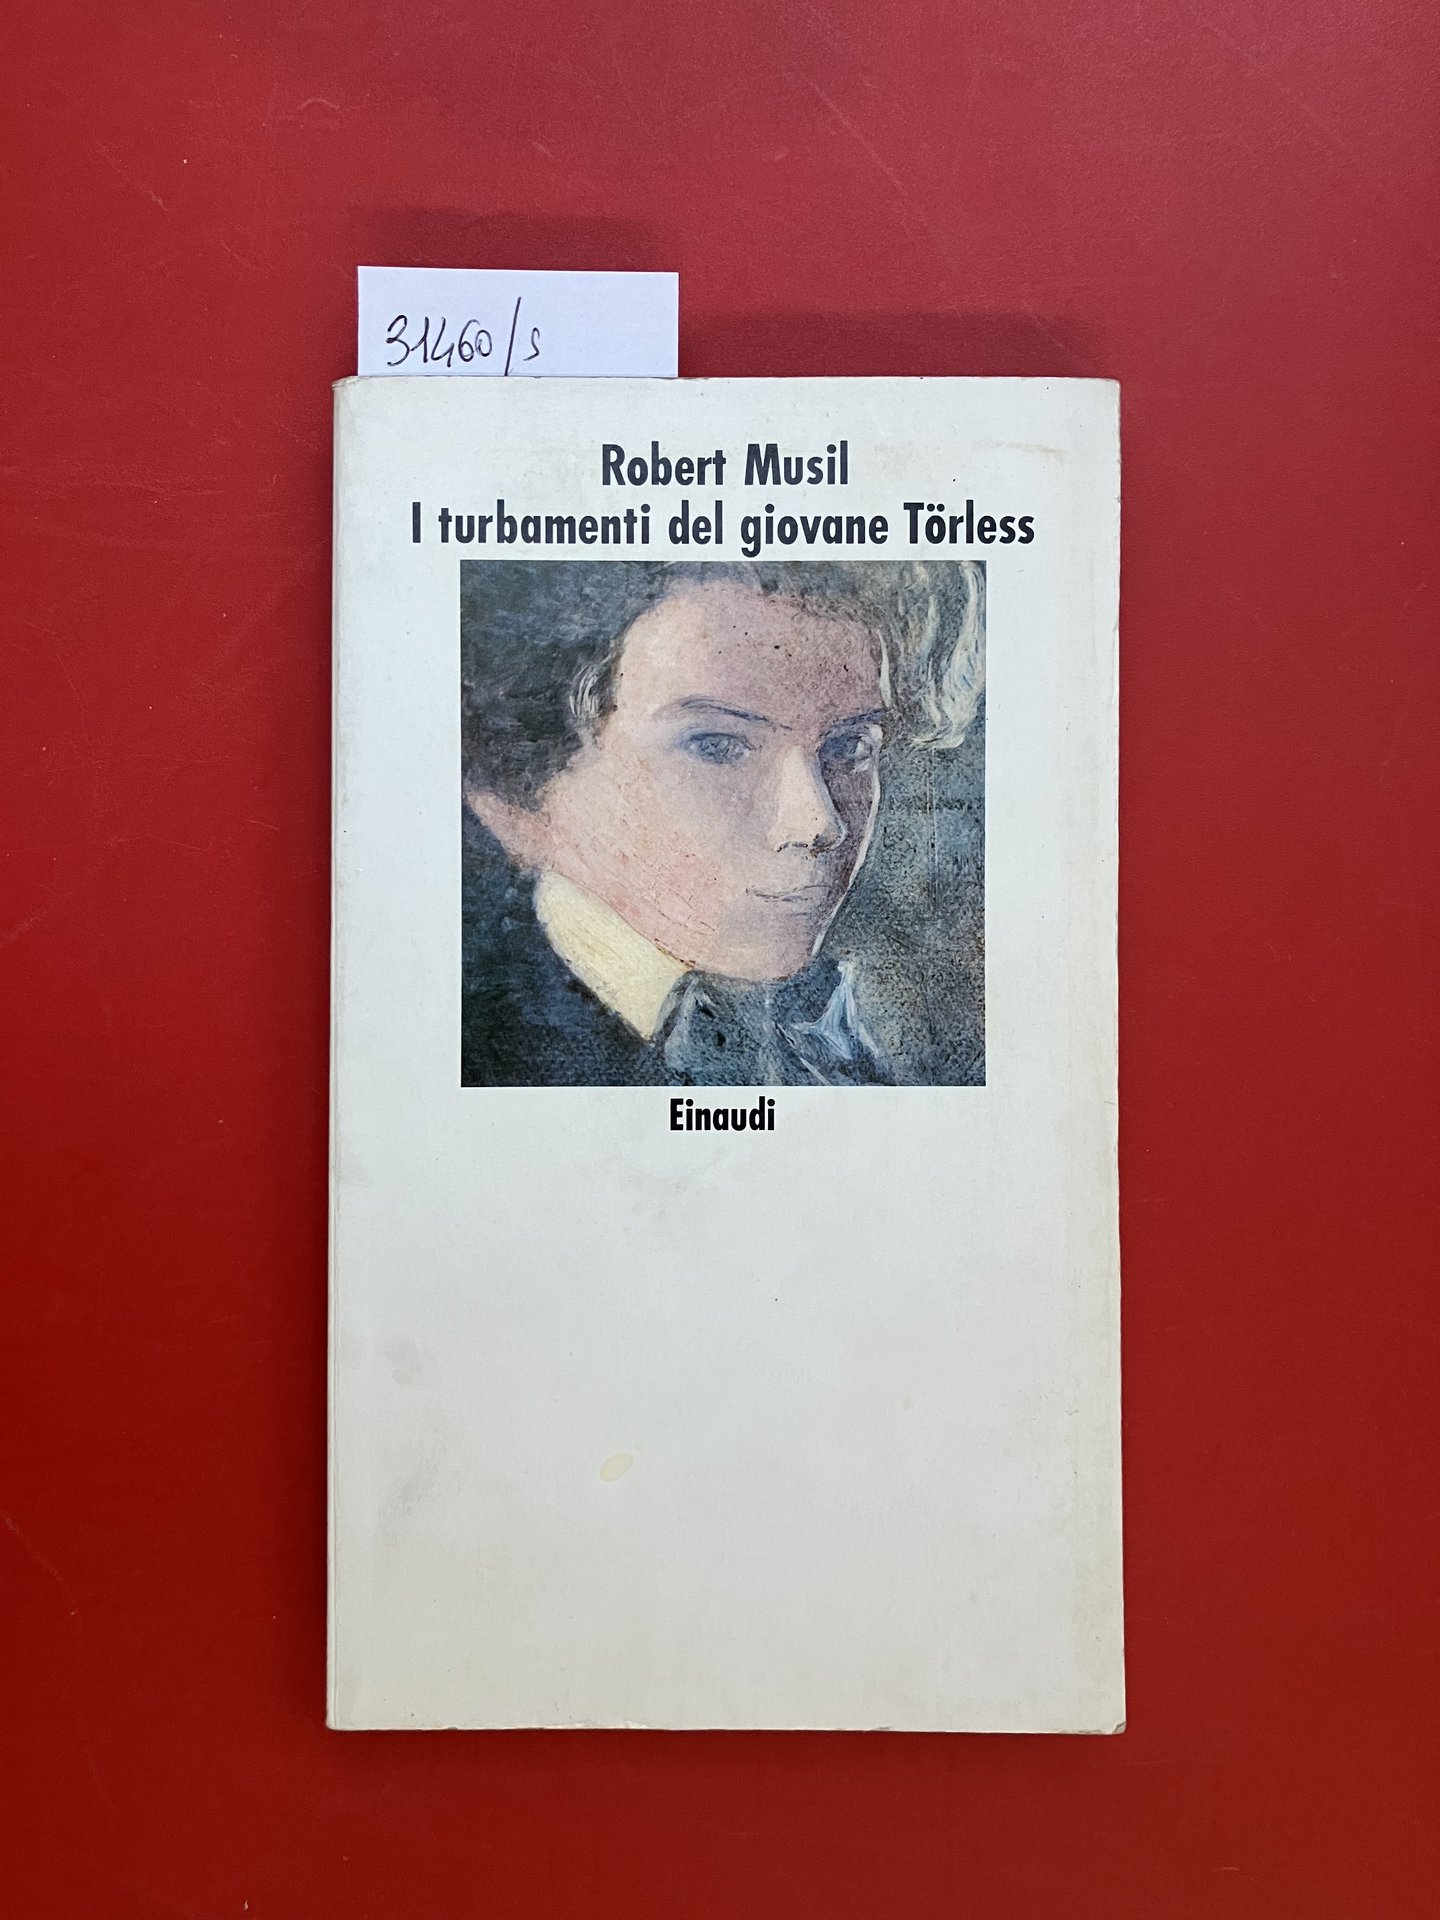 31460/s
Robert Musil
I turbamenti del giovane Törless
Einaudi